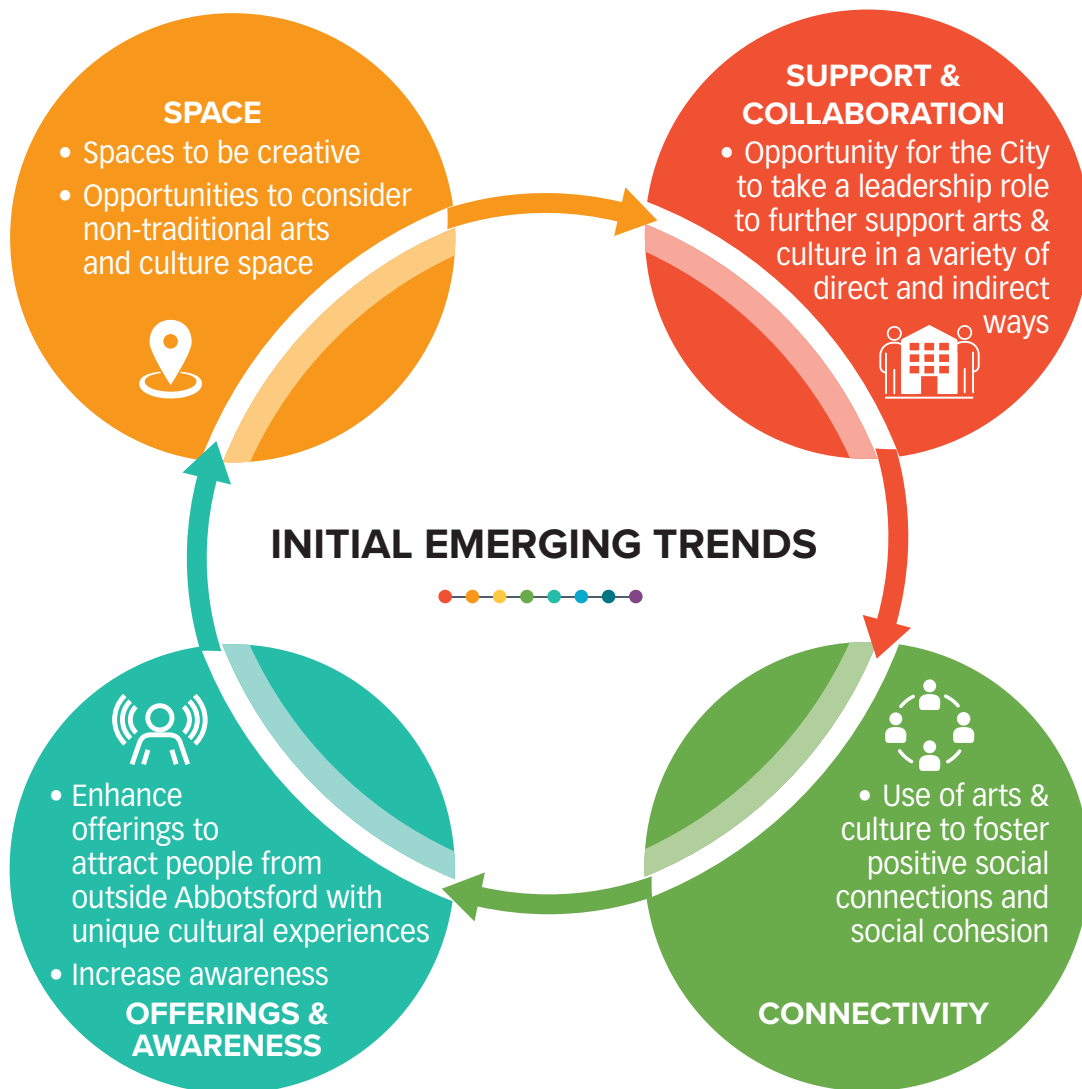 SPACE
• Spaces to be creative
• Opportunities to consider
non-traditional arts
and culture space
SUPPORT &
COLLABORATION
• Opportunity for the City
to take a leadership role
to further support arts &
culture in a variety of
direct and indirect
ways
INITIAL EMERGING TRENDS
• Enhance
offerings to
attract people from
outside Abbotsford with
unique cultural experiences
• Increase awareness
OFFERINGS &
AWARENESS
• Use of arts &
culture to foster
positive social
connections and
social cohesion
CONNECTIVITY